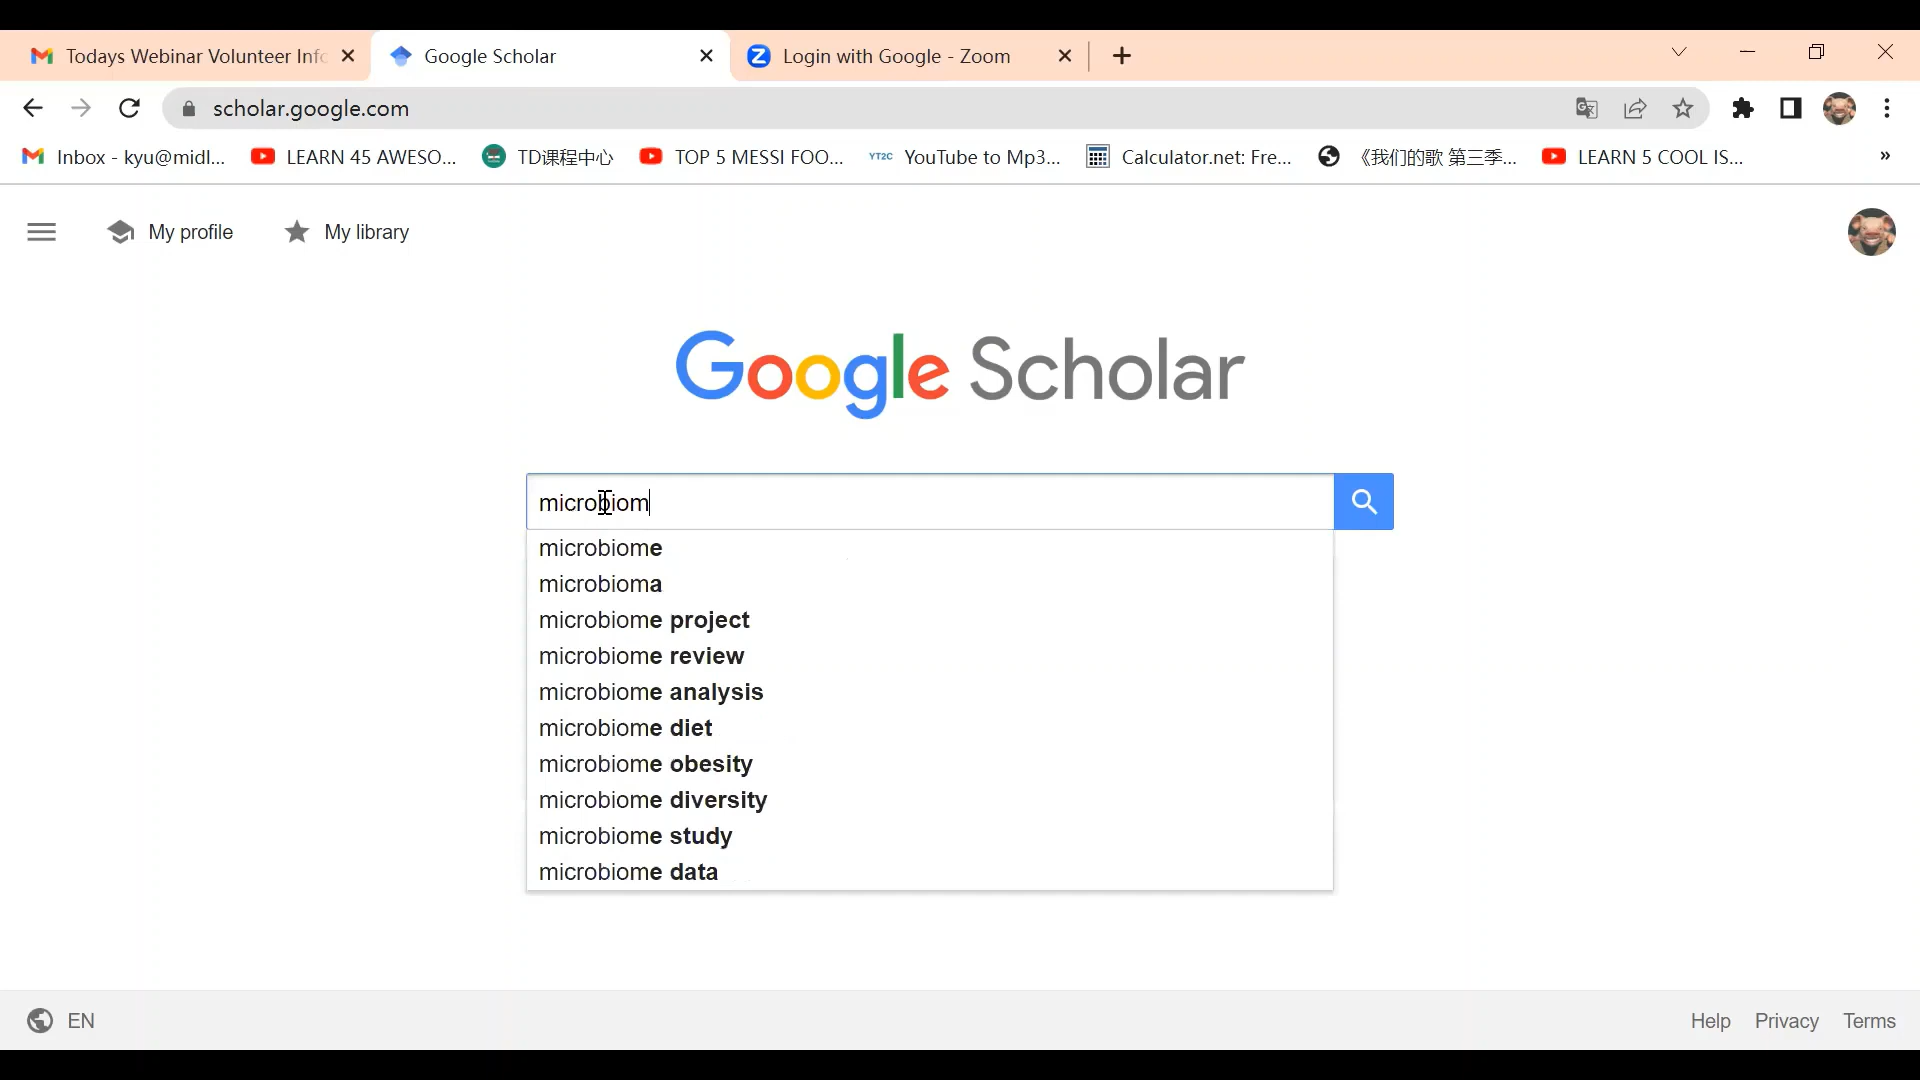 Todays Webinar Volunteer Info
Google Scholar
Login with Google - Zoom
scholar.google.com
Inbox - kyu@midl...
LEARN 45 AWESO...
TD课程中心
TOP 5 MESSI FOO...
YT2C YouTube to Mp3...
Calculator.net: Fre...
《我们的歌 第三季...
LEARN 5 COOL IS...
»
My profile
My library
Google Scholar
microbiom
microbiome
microbioma
microbiome project
microbiome review
microbiome analysis
microbiome diet
microbiome obesity
microbiome diversity
microbiome study
microbiome data
EN
Help
Privacy
Terms